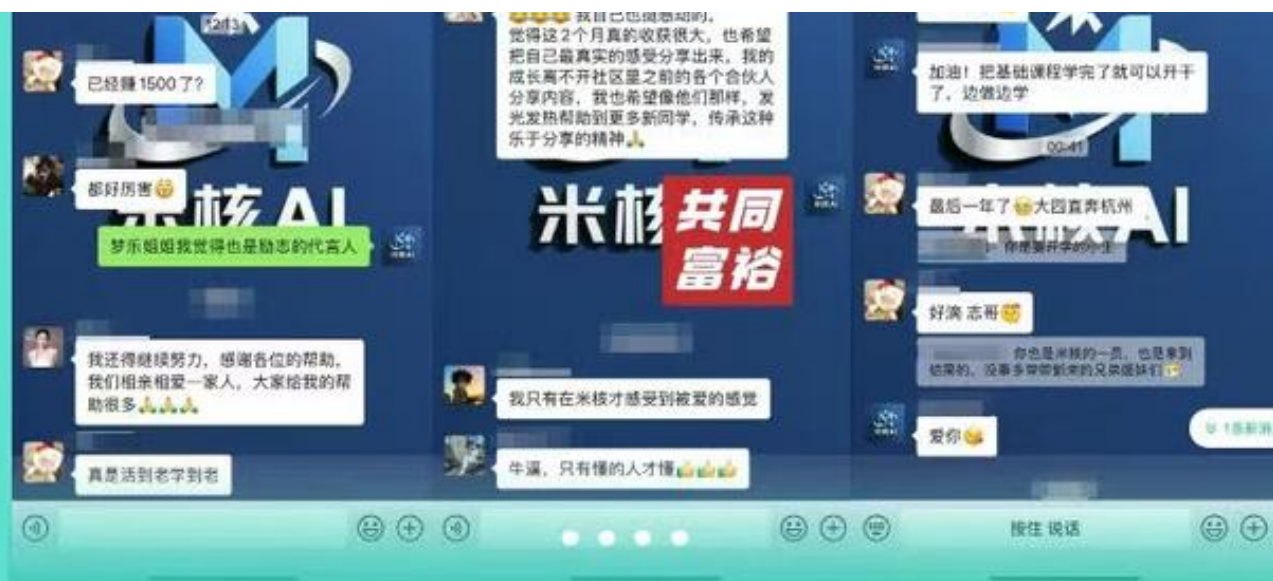 12:13
已经赚1500了?
都好厉害
米核AI
梦乐姐姐我觉得也是励志的代言人
我还得继续努力，感谢各位的帮助，
我们相亲相爱一家人，大家给我的帮
助很多
真是活到老学到老
我自己也挺感动的，
觉得这2个月真的收获很大，也希望
把自己最真实的感受分享出来，我的
成长离不开社区里之前的各个合伙人
分享内容，我也希望像他们那样，发
光发热帮助到更多新同学，传承这种
乐于分享的精神
米核
共同
富裕
我只有在米核才感受到被爱的感觉
牛逼，只有懂的人才懂
加油！把基础课程学完了就可以开干
了，边做边学
00:41
最后一年了大四直奔杭州
AI
好滴 志哥
你也是米核的一员，也是拿到
结果的，没事多带带新来的兄弟姐妹们
爱你
按住 说话